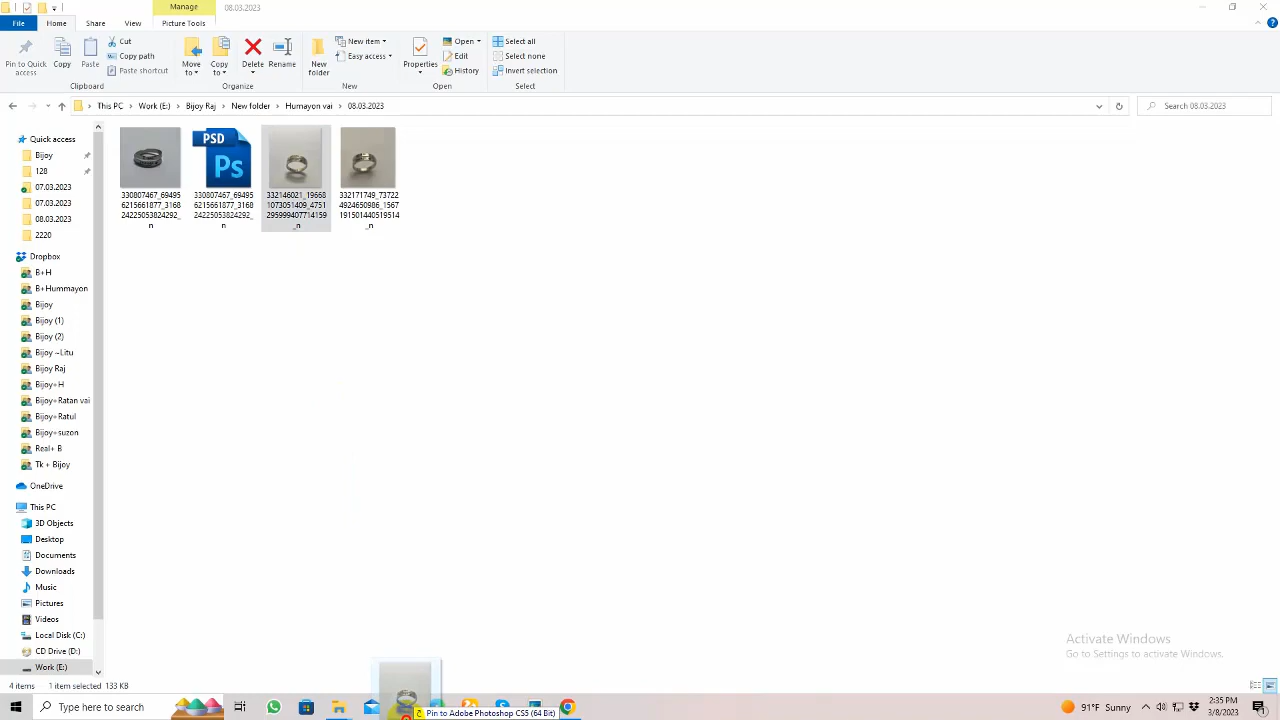 Manage
08.03.2023
File
Home
Share
View
Picture Tools
Pin to Quick
access
Copy
Paste
Cut
Copy path
Paste shortcut
Clipboard
Move
to
Copy
to
Delete
Rename
Organize
New
folder
New item
Easy access
New
Properties
Open
Edit
History
Open
Select all
Select none
Invert selection
Select
This PC
Work (E:)
Bijoy Raj
New folder
Humayon vai
08.03.2023
Search 08.03.2023
Quick access
Bijoy
128
07.03.2023
07.03.2023
08.03.2023
2220
Dropbox
B+H
B+Hummayon
Bijoy
Bijoy (1)
Bijoy (2)
Bijoy ~Litu
Bijoy Raj
Bijoy+H
Bijoy+Ratan vai
Bijoy+Ratul
Bijoy+suzon
Real+ B
Tk + Bijoy
OneDrive
This PC
3D Objects
Desktop
Documents
Downloads
Music
Pictures
Videos
Local Disk (C:)
CD Drive (D:)
Work (E:)
PSD
Ps
330807467_69495
6215661877_3168
24225053824292_
n
330807467_69495
6215661877_3168
24225053824292_
n
332146021_19668
1073051409_4751
295999407714159
_n
332171749_73722
4924650986_1567
191501440519514
_n
Activate Windows
Go to Settings to activate Windows.
4 items
1 item selected
133 KB
Type here to search
Pin to Adobe Photoshop CS5 (64 Bit)
91°F Sunny
2:35 PM
3/8/2023